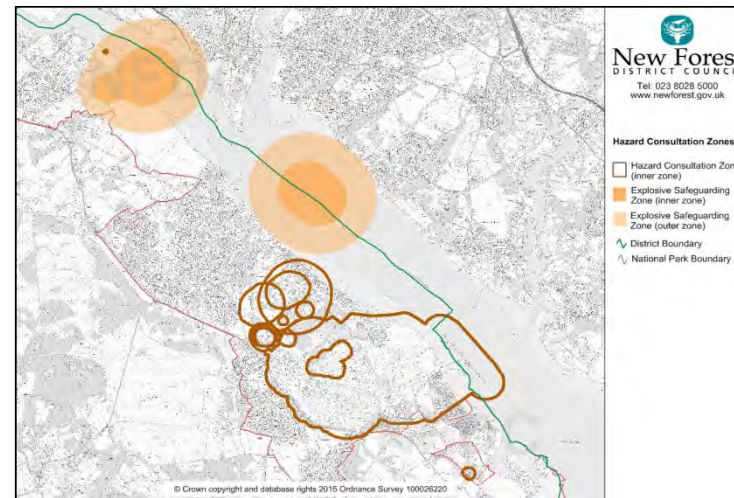 New Fores
DISTRICT COUNC
Tel: 023 8028 5000
www.newforest.gov.uk
Hazard Consultation Zones
Hazard Consultation Zon
(inner zone)
Explosive Safeguarding
Zone (inner zone)
Explosive Safeguarding
Zone (outer zone)
District Boundary
National Park Boundary
© Crown copyright and database rights 2015 Ordnance Survey 100026220